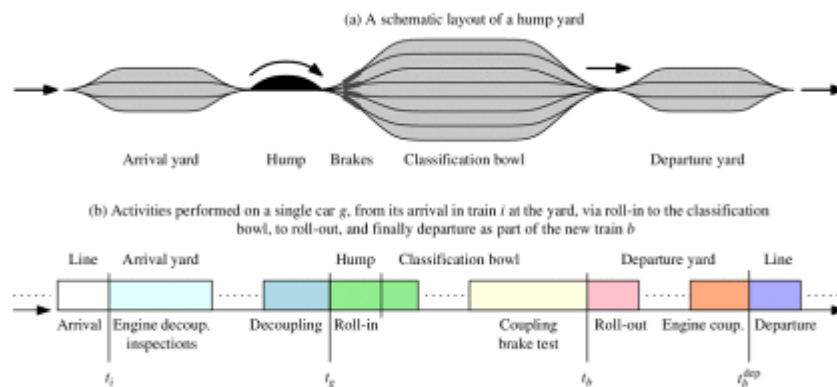 (a) A schematic layout of a hump yard
Arrival yard Hump Brakes Classification bowl Departure yard
(b) Activities performed on a single car g, from its arrival in train i at the yard, via roll-in to the classification
bowl, to roll-out, and finally departure as part of the new train b
Line Arrival yard Hump Classification bowl Departure yard Line
Arrival Engine decoup. Decoupling Roll-in Coupling Roll-out Engine coup. Departure
inspections brake test
t_i t_g t_b t_b^dep